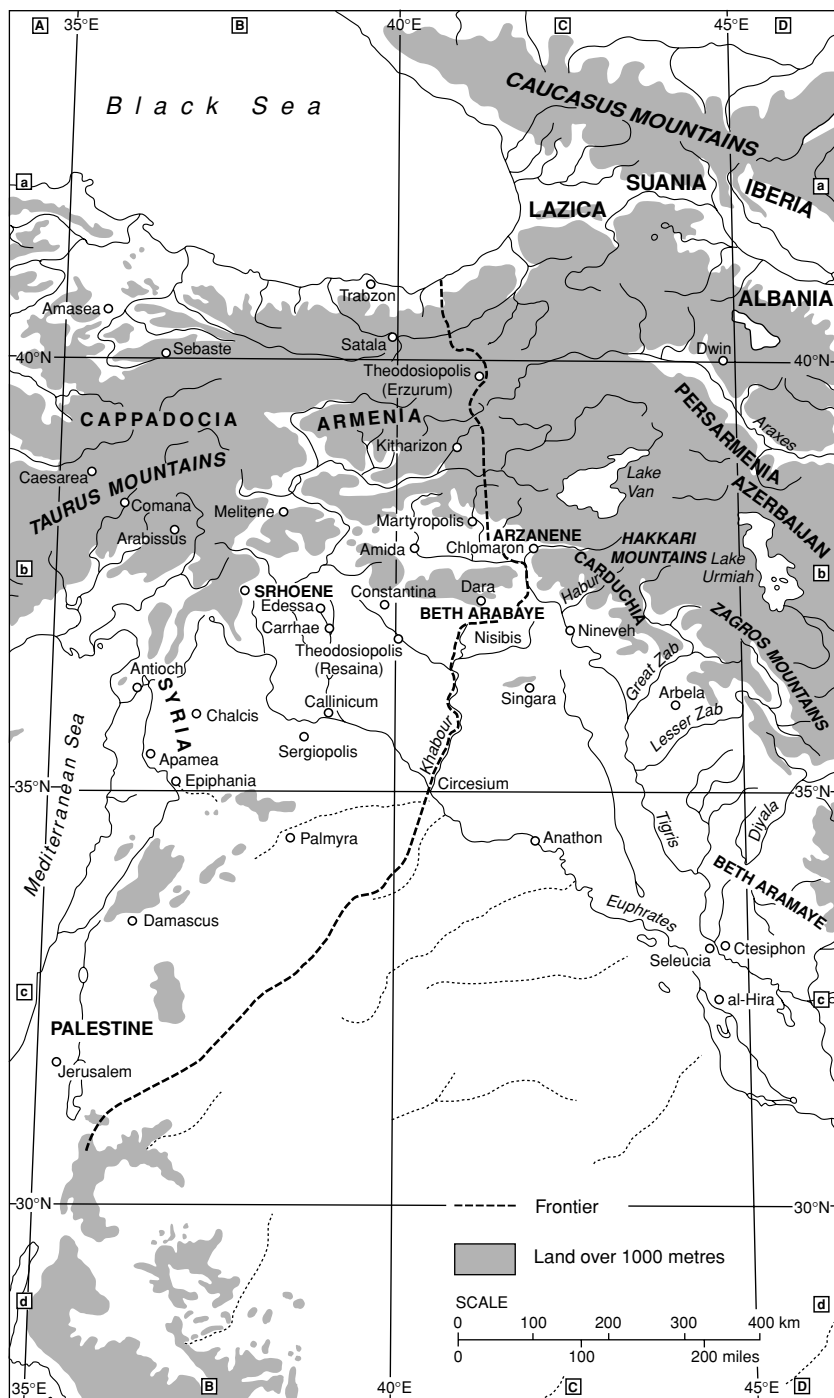 A
35°E
B
40°E
C
45°E
D
Black Sea
CAUCASUS MOUNTAINS
a
a
SUANIA
IBERIA
LAZICA
Trabzon
ALBANIA
Amasea
Satala
Dwin
40°N
Sebaste
40°N
Theodosiopolis
(Erzurum)
PERSARMENIA
Araxes
CAPPADOCIA
ARMENIA
Kitharizon
Caesarea
TAURUS MOUNTAINS
Lake
Van
AZERBAIJAN
Comana
Melitene
Martyropolis
Arabissus
ARZANENE
Amida
Chlomaron
HAKKARI
MOUNTAINS
Lake
Urmiah
b
b
SRHOENE
Constantina
Dara
Habur
CARDUCHIA
Edessa
BETH ARABAYE
ZAGROS MOUNTAINS
Carrhae
Nisibis
Nineveh
Theodosiopolis
(Resaina)
Antioch
SYRIA
Great Zab
Callinicum
Singara
Arbela
Chalcis
Lesser Zab
Sergiopolis
Khabour
Apamea
Epiphania
Circesium
35°N
35°N
Mediterranean Sea
Tigris
Diyala
Palmyra
Anathon
BETH ARAMAYE
Damascus
Euphrates
Ctesiphon
Seleucia
c
c
al-Hira
PALESTINE
Jerusalem
30°N
30°N
Frontier
Land over 1000 metres
d
d
SCALE
0 100 200 300 400 km
0 100 200 miles
35°E
B
40°E
C
45°E
D